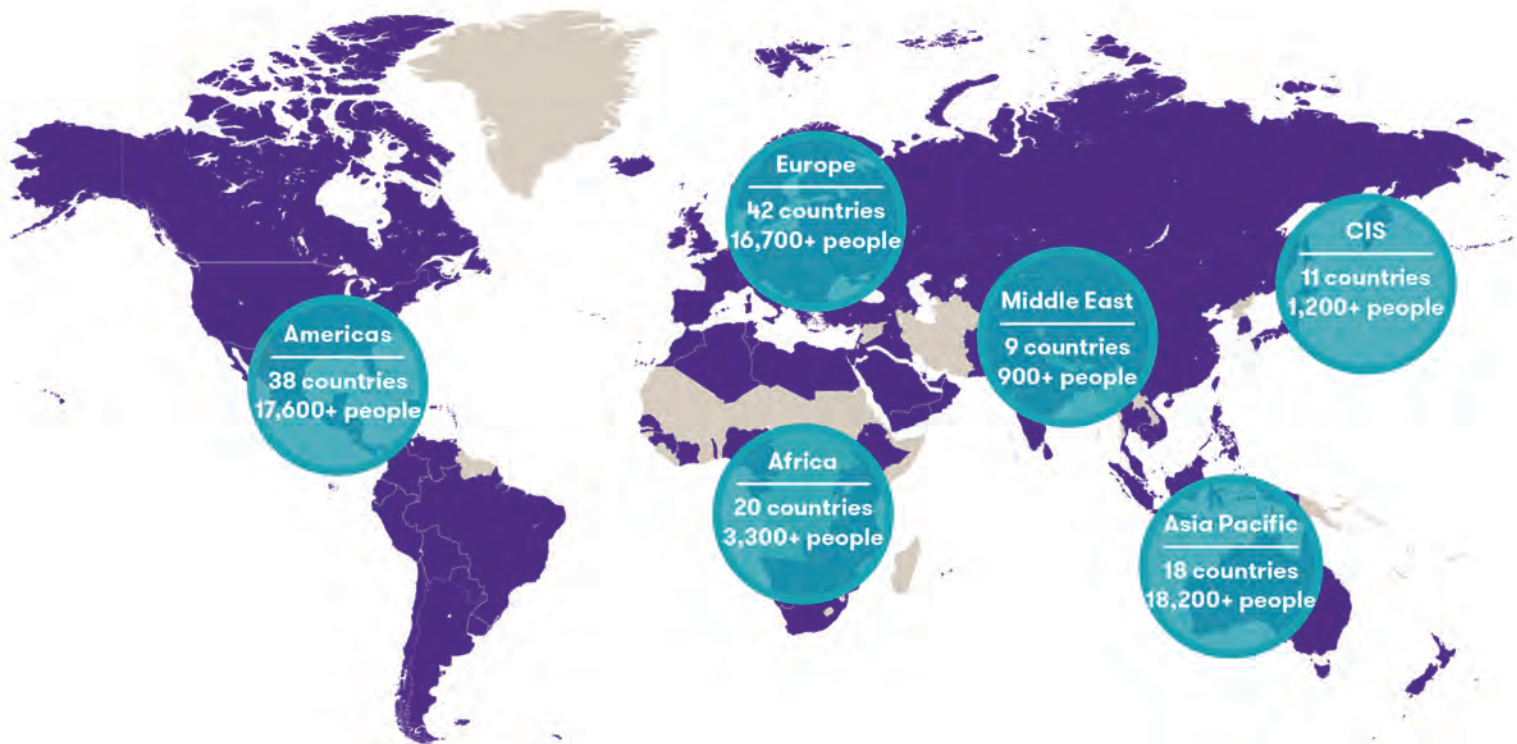 Europe
42 countries
16,700+ people
CIS
11 countries
1,200+ people
Middle East
9 countries
900+ people
Americas
38 countries
17,600+ people
Africa
20 countries
3,300+ people
Asia Pacific
18 countries
18,200+ people